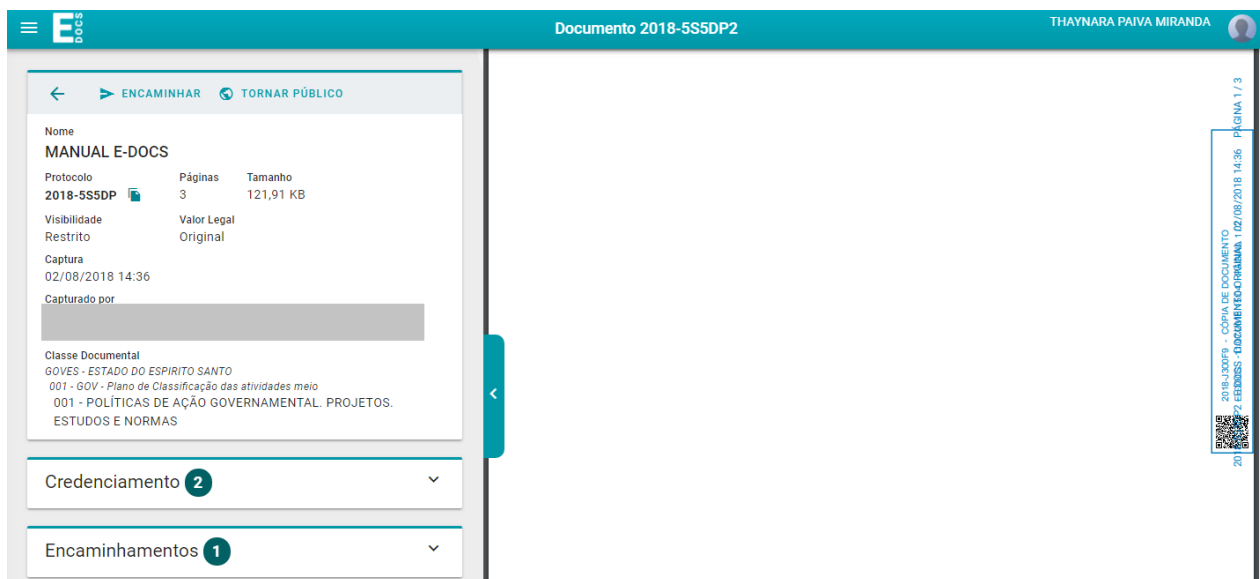 E DOCS
Documento 2018-5S5DP2
THAYNARA PAIVA MIRANDA
ENCAMINHAR TORNAR PÚBLICO
Nome
MANUAL E-DOCS
Protocolo Páginas Tamanho
2018-5S5DP 3 121,91 KB
Visibilidade Valor Legal
Restrito Original
Captura
02/08/2018 14:36
Capturado por
Classe Documental
GOVES - ESTADO DO ESPIRITO SANTO
001 - GOV - Plano de Classificação das atividades meio
001 - POLÍTICAS DE AÇÃO GOVERNAMENTAL. PROJETOS.
ESTUDOS E NORMAS
Credenciamento 2
Encaminhamentos 1
2018-J300F9 - CÓPIA DE DOCUMENTO
02/08/2018 14:36 PÁGINA 1 / 3